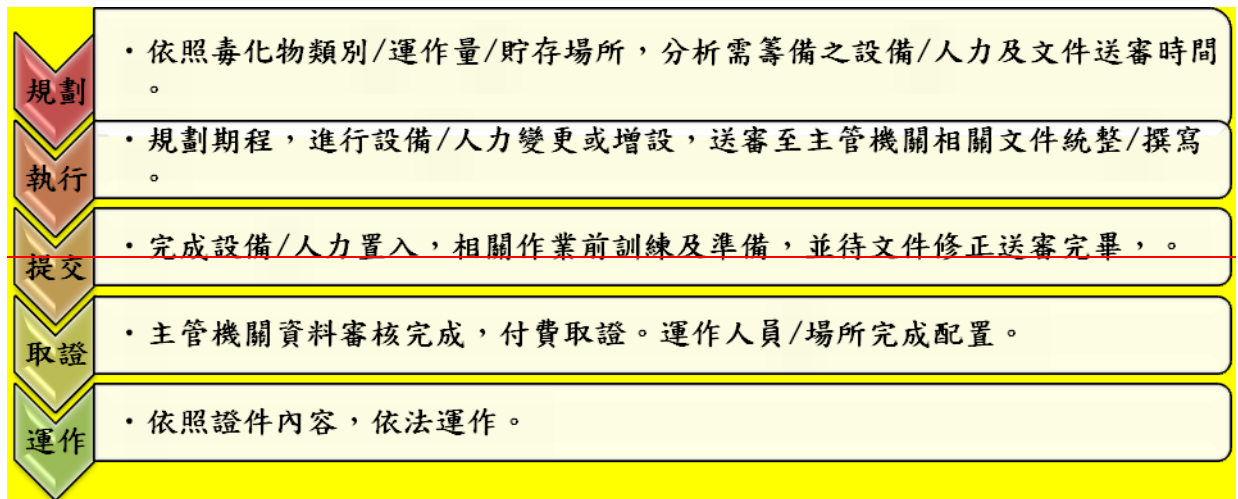 規劃
・依照毒化物類別/運作量/貯存場所，分析需籌備之設備/人力及文件送審時間
。
執行
・規劃期程，進行設備/人力變更或增設，送審至主管機關相關文件統整/撰寫
。
提交
・完成設備/人力置入，相關作業前訓練及準備，並待文件修正送審完畢，。
取證
・主管機關資料審核完成，付費取證。運作人員/場所完成配置。
運作
・依照證件內容，依法運作。